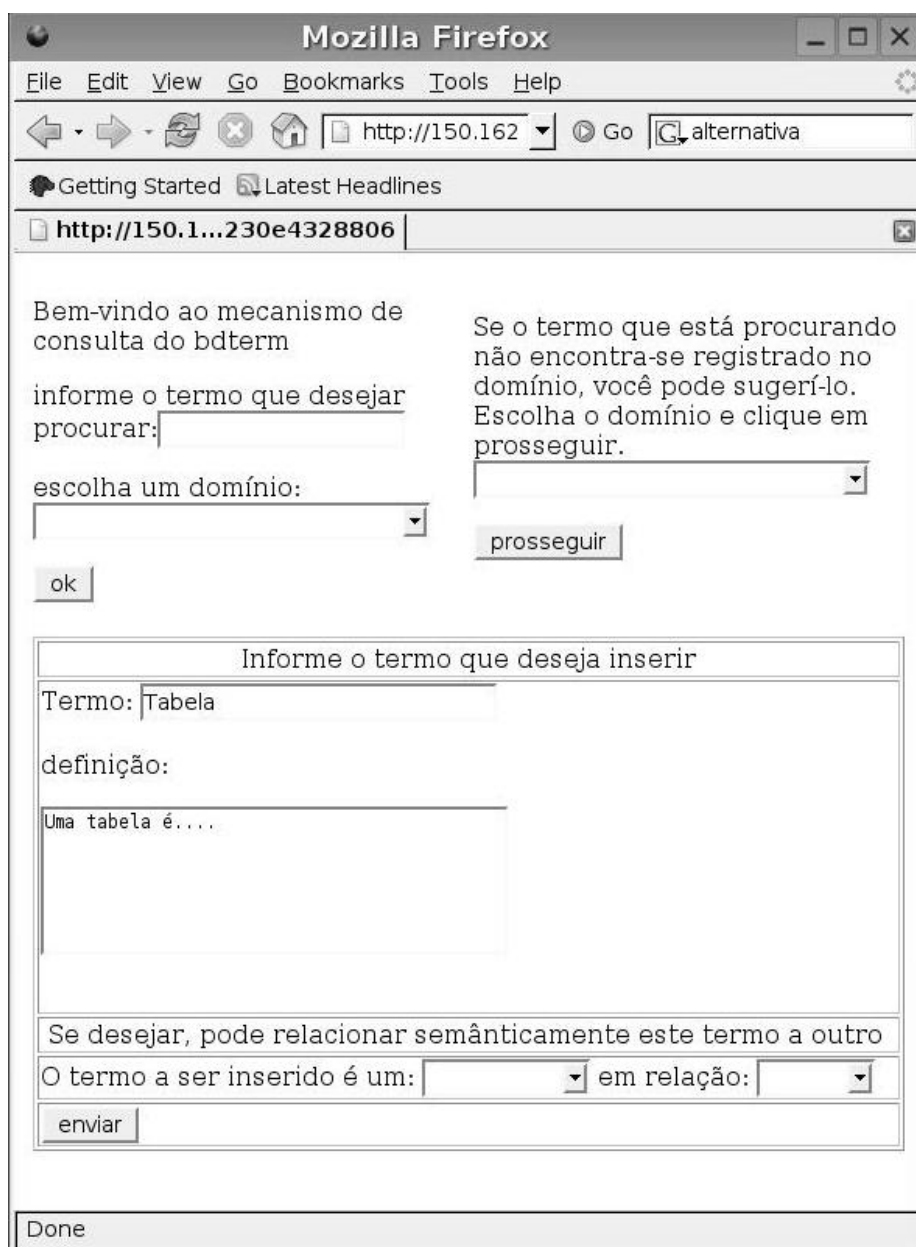 Mozilla Firefox
File Edit View Go Bookmarks Tools Help
http://150.162 Go G alternativa
Getting Started Latest Headlines
http://150.1...230e4328806
Bem-vindo ao mecanismo de
consulta do bdterm
informe o termo que desejar
procurar:
escolha um domínio:
ok
Se o termo que está procurando
não encontra-se registrado no
domínio, você pode sugerí-lo.
Escolha o domínio e clique em
prosseguir.
prosseguir
Informe o termo que deseja inserir
Termo: Tabela
definição:
Uma tabela é....
Se desejar, pode relacionar semânticamente este termo a outro
O termo a ser inserido é um: em relação:
enviar
Done